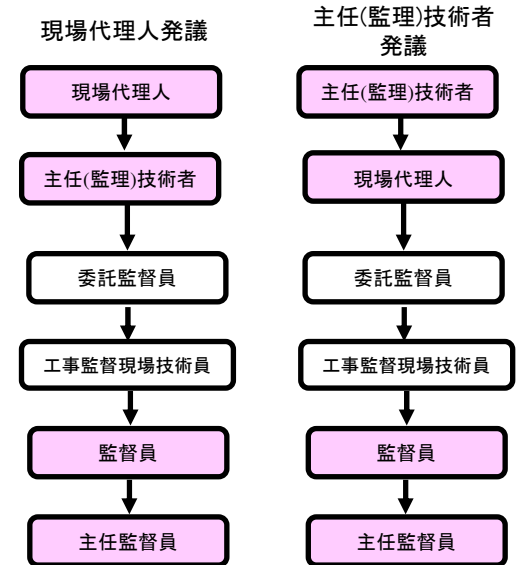 現場代理人発議
現場代理人
主任(監理)技術者
委託監督員
工事監督現場技術員
監督員
主任監督員
主任(監理)技術者
発議
主任(監理)技術者
現場代理人
委託監督員
工事監督現場技術員
監督員
主任監督員